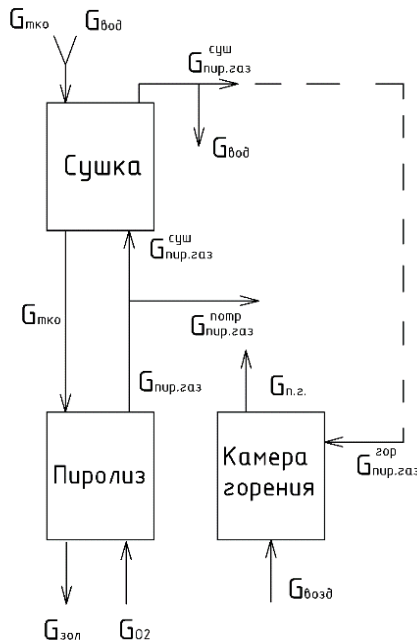 Gтко Gвод
Gпир.газ суш
Gвод
Сушка
Gпир.газ суш
Gтко
Gпир.газ потр
Gпир.газ
Gп.г.
Пиролиз
Камера
горения
Gпир.газ гор
Gвозд
Gзол
GО2